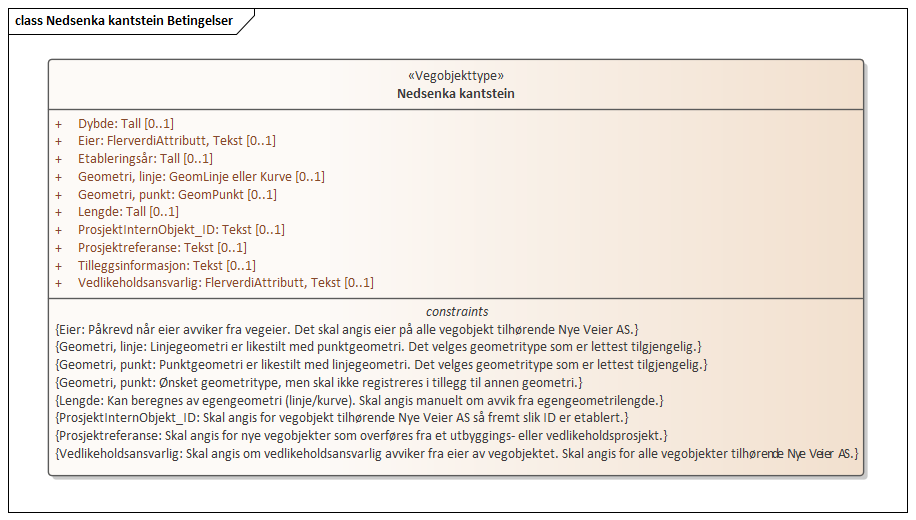 class Nedsenka kantstein Betingelser
«Vegobjekttype»
Nedsenka kantstein
+ Dybde: Tall [0..1]
+ Eier: FlerverdiAttributt, Tekst [0..1]
+ Etableringsår: Tall [0..1]
+ Geometri, linje: GeomLinje eller Kurve [0..1]
+ Geometri, punkt: GeomPunkt [0..1]
+ Lengde: Tall [0..1]
+ ProsjektInternObjekt_ID: Tekst [0..1]
+ Prosjektreferanse: Tekst [0..1]
+ Tilleggsinformasjon: Tekst [0..1]
+ Vedlikeholdsansvarlig: FlerverdiAttributt, Tekst [0..1]
constraints
{Eier: Påkrevd når eier avviker fra vegeier. Det skal angis eier på alle vegobjekt tilhørende Nye Veier AS.}
{Geometri, linje: Linjegeometri er likestilt med punktgeometri. Det velges geometritype som er lettest tilgjengelig.}
{Geometri, punkt: Punktgeometri er likestilt med linjegeometri. Det velges geometritype som er lettest tilgjengelig.}
{Geometri, punkt: Ønsket geometritype, men skal ikke registreres i tillegg til annen geometri.}
{Lengde: Kan beregnes av egengeometri (linje/kurve). Skal angis manuelt om avvik fra egengeometrilengde.}
{ProsjektInternObjekt_ID: Skal angis for vegobjekt tilhørende Nye Veier AS så fremt slik ID er etablert.}
{Prosjektreferanse: Skal angis for nye vegobjekter som overføres fra et utbyggings- eller vedlikeholdsprosjekt.}
{Vedlikeholdsansvarlig: Skal angis om vedlikeholdsansvarlig avviker fra eier av vegobjektet. Skal angis for alle vegobjekter tilhørende Nye Veier AS.}